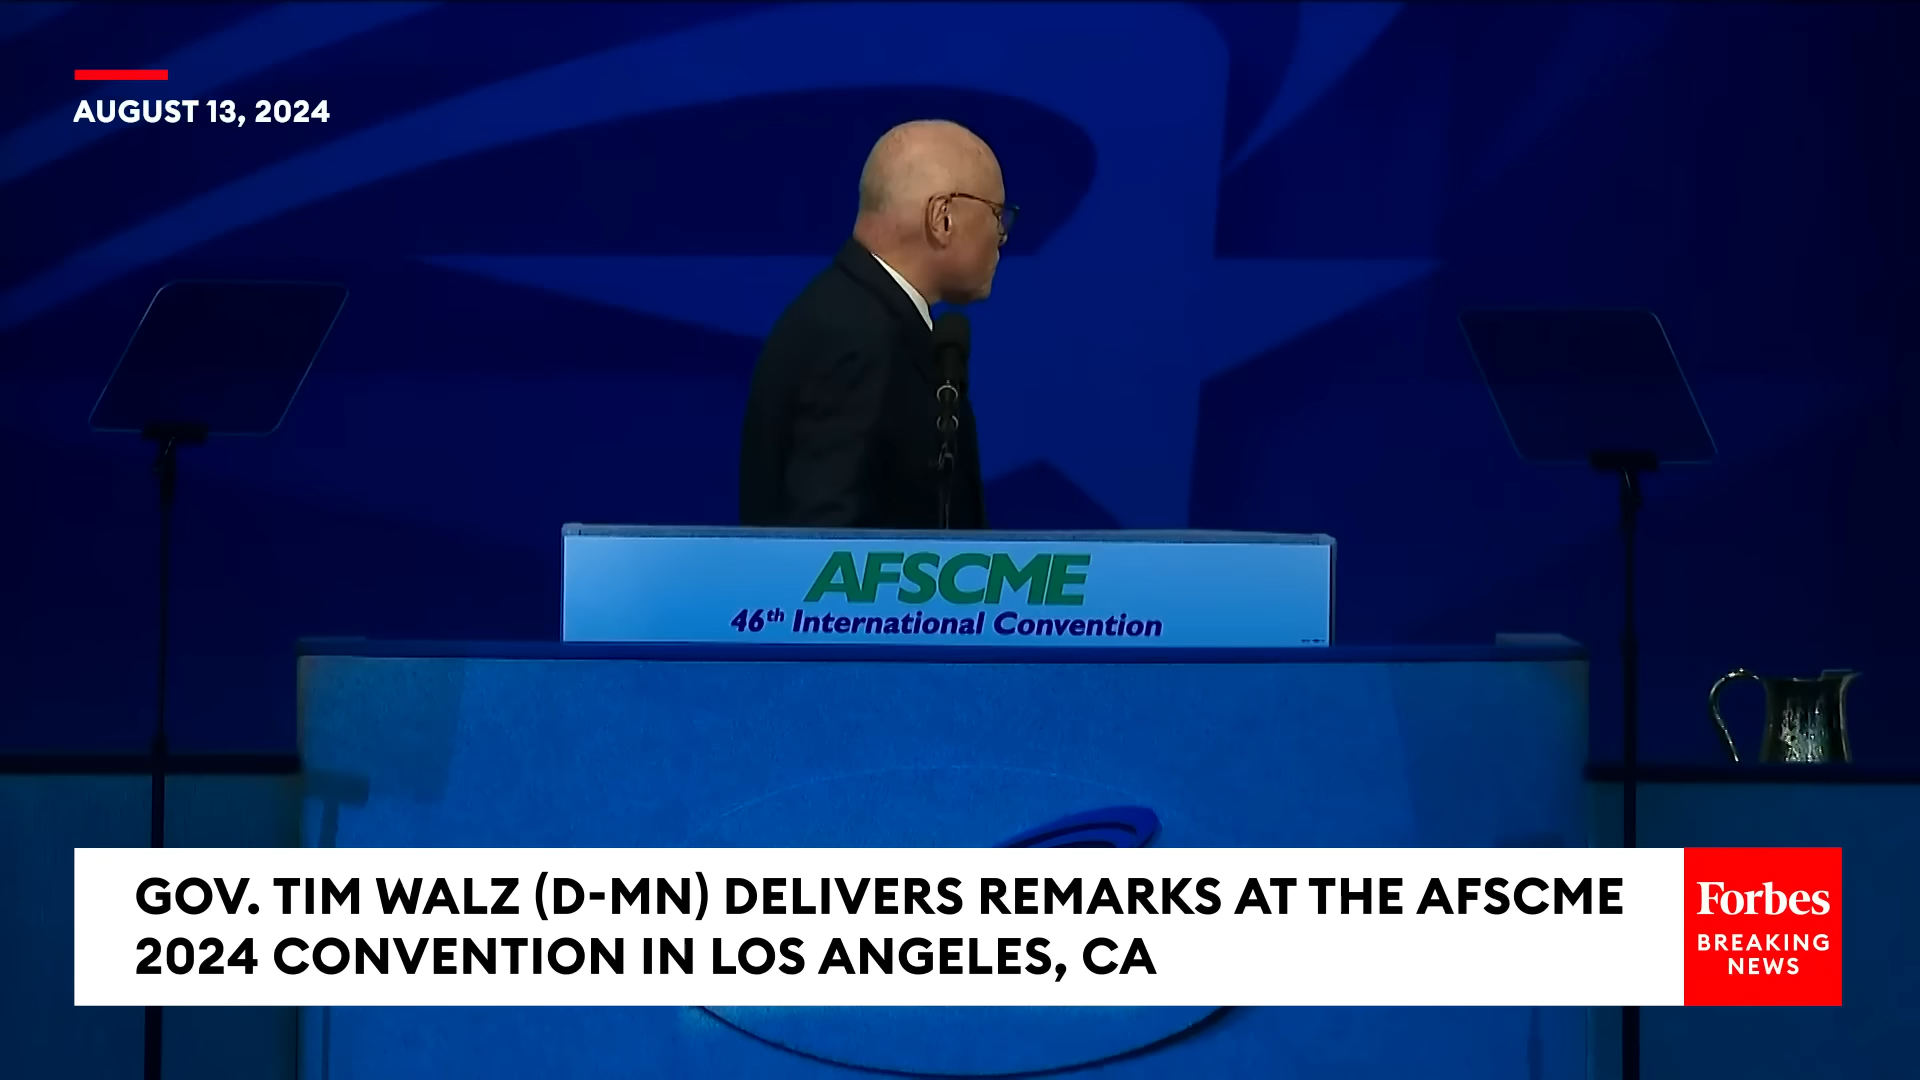 AUGUST 13, 2024
AFSCME
46th International Convention
GOV. TIM WALZ (D-MN) DELIVERS REMARKS AT THE AFSCME
2024 CONVENTION IN LOS ANGELES, CA
Forbes
BREAKING
NEWS